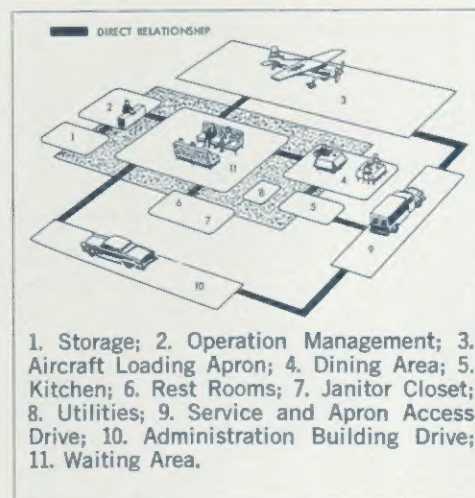 DIRECT RELATIONSHIP
3
2
1
11
4
8
6
7
5
9
10
1. Storage; 2. Operation Management; 3.
Aircraft Loading Apron; 4. Dining Area; 5.
Kitchen; 6. Rest Rooms; 7. Janitor Closet;
8. Utilities; 9. Service and Apron Access
Drive; 10. Administration Building Drive;
11. Waiting Area.